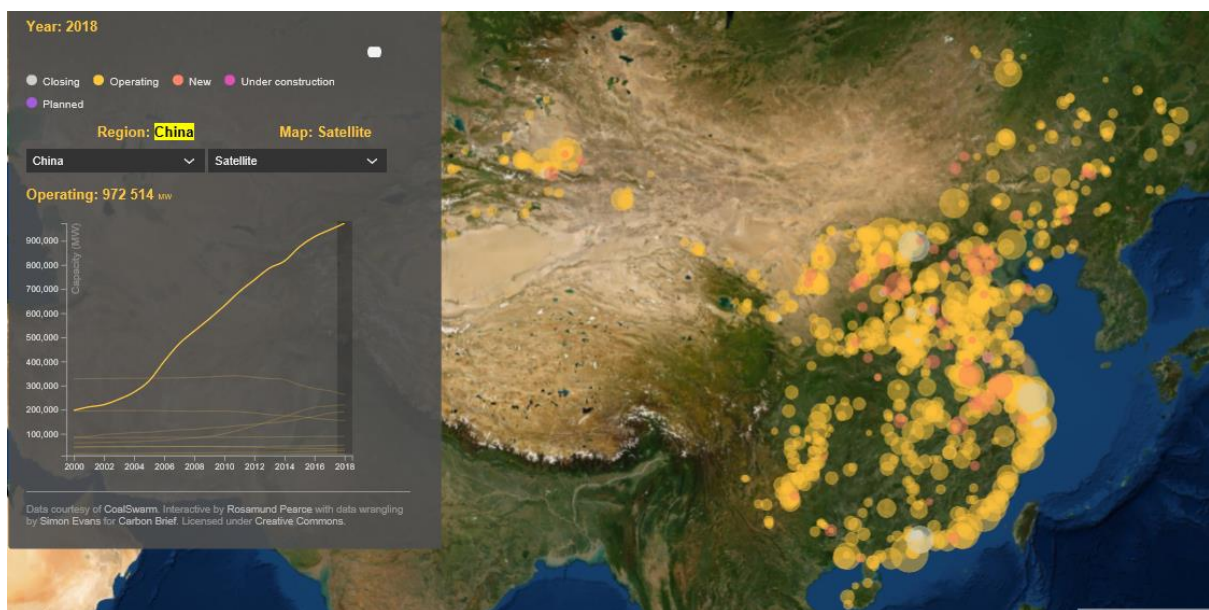 Year: 2018
Closing Operating New Under construction
Planned
Region: China Map: Satellite
China Satellite
Operating: 972 514 MW
Capacity (MW)
900,000
800,000
700,000
600,000
500,000
400,000
300,000
200,000
100,000
2000 2002 2004 2006 2008 2010 2012 2014 2016 2018
Data courtesy of CoalSwarm. Interactive by Rosamund Pearce with data wrangling
by Simon Evans for Carbon Brief. Licensed under Creative Commons.